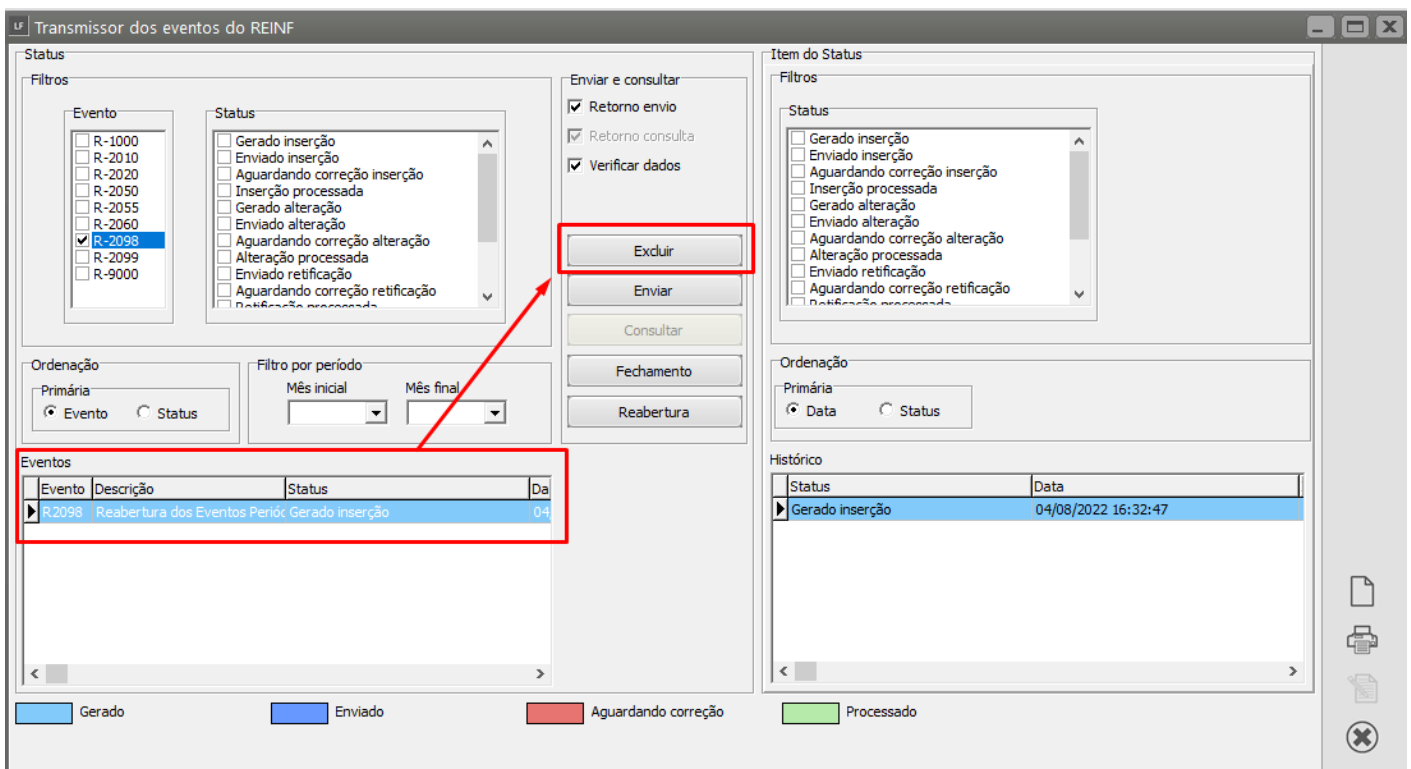 LF Transmissor dos eventos do REINF
Status
Filtros
Evento
R-1000
R-2010
R-2020
R-2050
R-2055
R-2060
R-2098
R-2099
R-9000
Status
Gerado inserção
Enviado inserção
Aguardando correção inserção
Inserção processada
Gerado alteração
Enviado alteração
Aguardando correção alteração
Alteração processada
Enviado retificação
Aguardando correção retificação
Retificação processada
Ordenação
Primária
Evento Status
Filtro por período
Mês inicial Mês final
Enviar e consultar
Retorno envio
Retorno consulta
Verificar dados
Excluir
Enviar
Consultar
Fechamento
Reabertura
Eventos
Evento Descrição Status Da
R2098 Reabertura dos Eventos Perióc Gerado inserção 04
Item do Status
Filtros
Status
Gerado inserção
Enviado inserção
Aguardando correção inserção
Inserção processada
Gerado alteração
Enviado alteração
Aguardando correção alteração
Alteração processada
Enviado retificação
Aguardando correção retificação
Retificação processada
Ordenação
Primária
Data Status
Histórico
Status Data
Gerado inserção 04/08/2022 16:32:47
Gerado Enviado Aguardando correção Processado